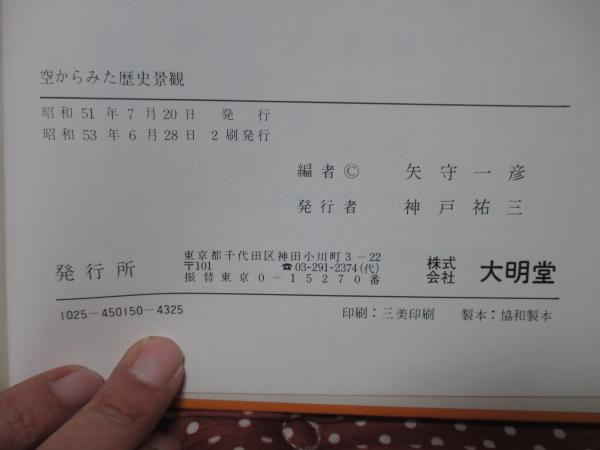 空からみた歴史景観
昭和 51 年 7 月 20 日 発 行
昭和 53 年 6 月 28 日 2 刷発行
編 者 © 矢 守 一 彦
発 行 者 神 戸 祐 三
発 行 所
東京都千代田区神田小川町 3 − 22
〒101 ☎03-291-2374(代)
振替東京 0 − 1 5 2 7 0 番
株式会社 大明堂
1025−450150−4325
印刷：三美印刷 製本：協和製本